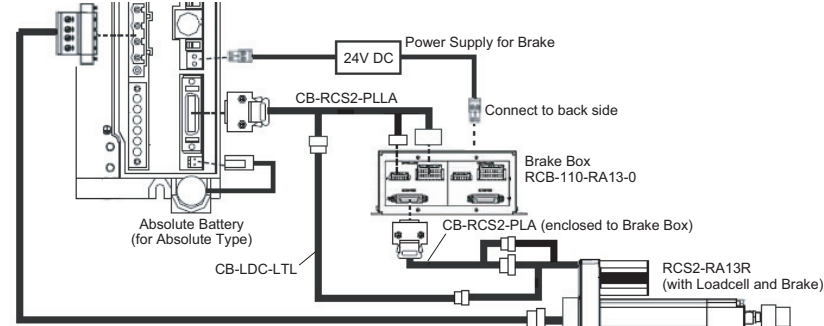 Power Supply for Brake
24V DC
CB-RCS2-PLLA
Connect to back side
Brake Box
RCB-110-RA13-0
Absolute Battery
(for Absolute Type)
CB-RCS2-PLA (enclosed to Brake Box)
CB-LDC-LTL
RCS2-RA13R
(with Loadcell and Brake)